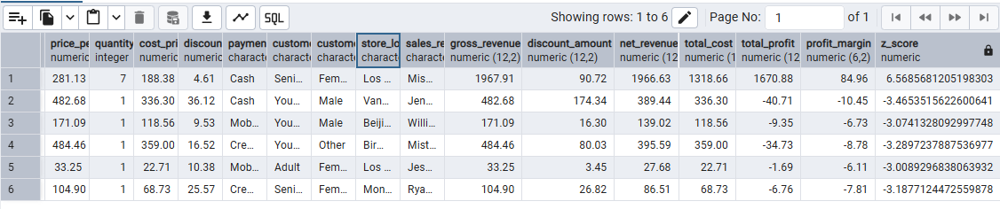 SQL Showing rows: 1 to 6 Page No: 1 of 1
price_pe quantity cost_pri discoun paymen custome custome store_lo sales_re gross_revenue discount_amount net_revenue total_cost total_profit profit_margin z_score
numeric integer numeric numeric charact charact charact charact charact numeric (12,2) numeric (12,2) numeric (12 numeric (1 numeric (12 numeric (6,2) numeric
1 281.13 7 188.38 4.61 Cash Seni... Fem... Los ... Mis... 1967.91 90.72 1966.63 1318.66 1670.88 84.96 6.5685681205198303
2 482.68 1 336.30 36.12 Cash You... Male Van... Jen... 482.68 174.34 389.44 336.30 -40.71 -10.45 -3.4653515622600641
3 171.09 1 118.56 9.53 Mob... You... Male Beiji... Willi... 171.09 16.30 139.02 118.56 -9.35 -6.73 -3.0741328092997748
4 484.46 1 359.00 16.52 Cre... You... Other Bir... Mist... 484.46 80.03 395.59 359.00 -34.73 -8.78 -3.2897237887536977
5 33.25 1 22.71 10.38 Mob... Adult Fem... Los ... Jes... 33.25 3.45 27.68 22.71 -1.69 -6.11 -3.0089296838063932
6 104.90 1 68.73 25.57 Cre... Seni... Fem... Mon... Rya... 104.90 26.82 86.51 68.73 -6.76 -7.81 -3.1877124472559878